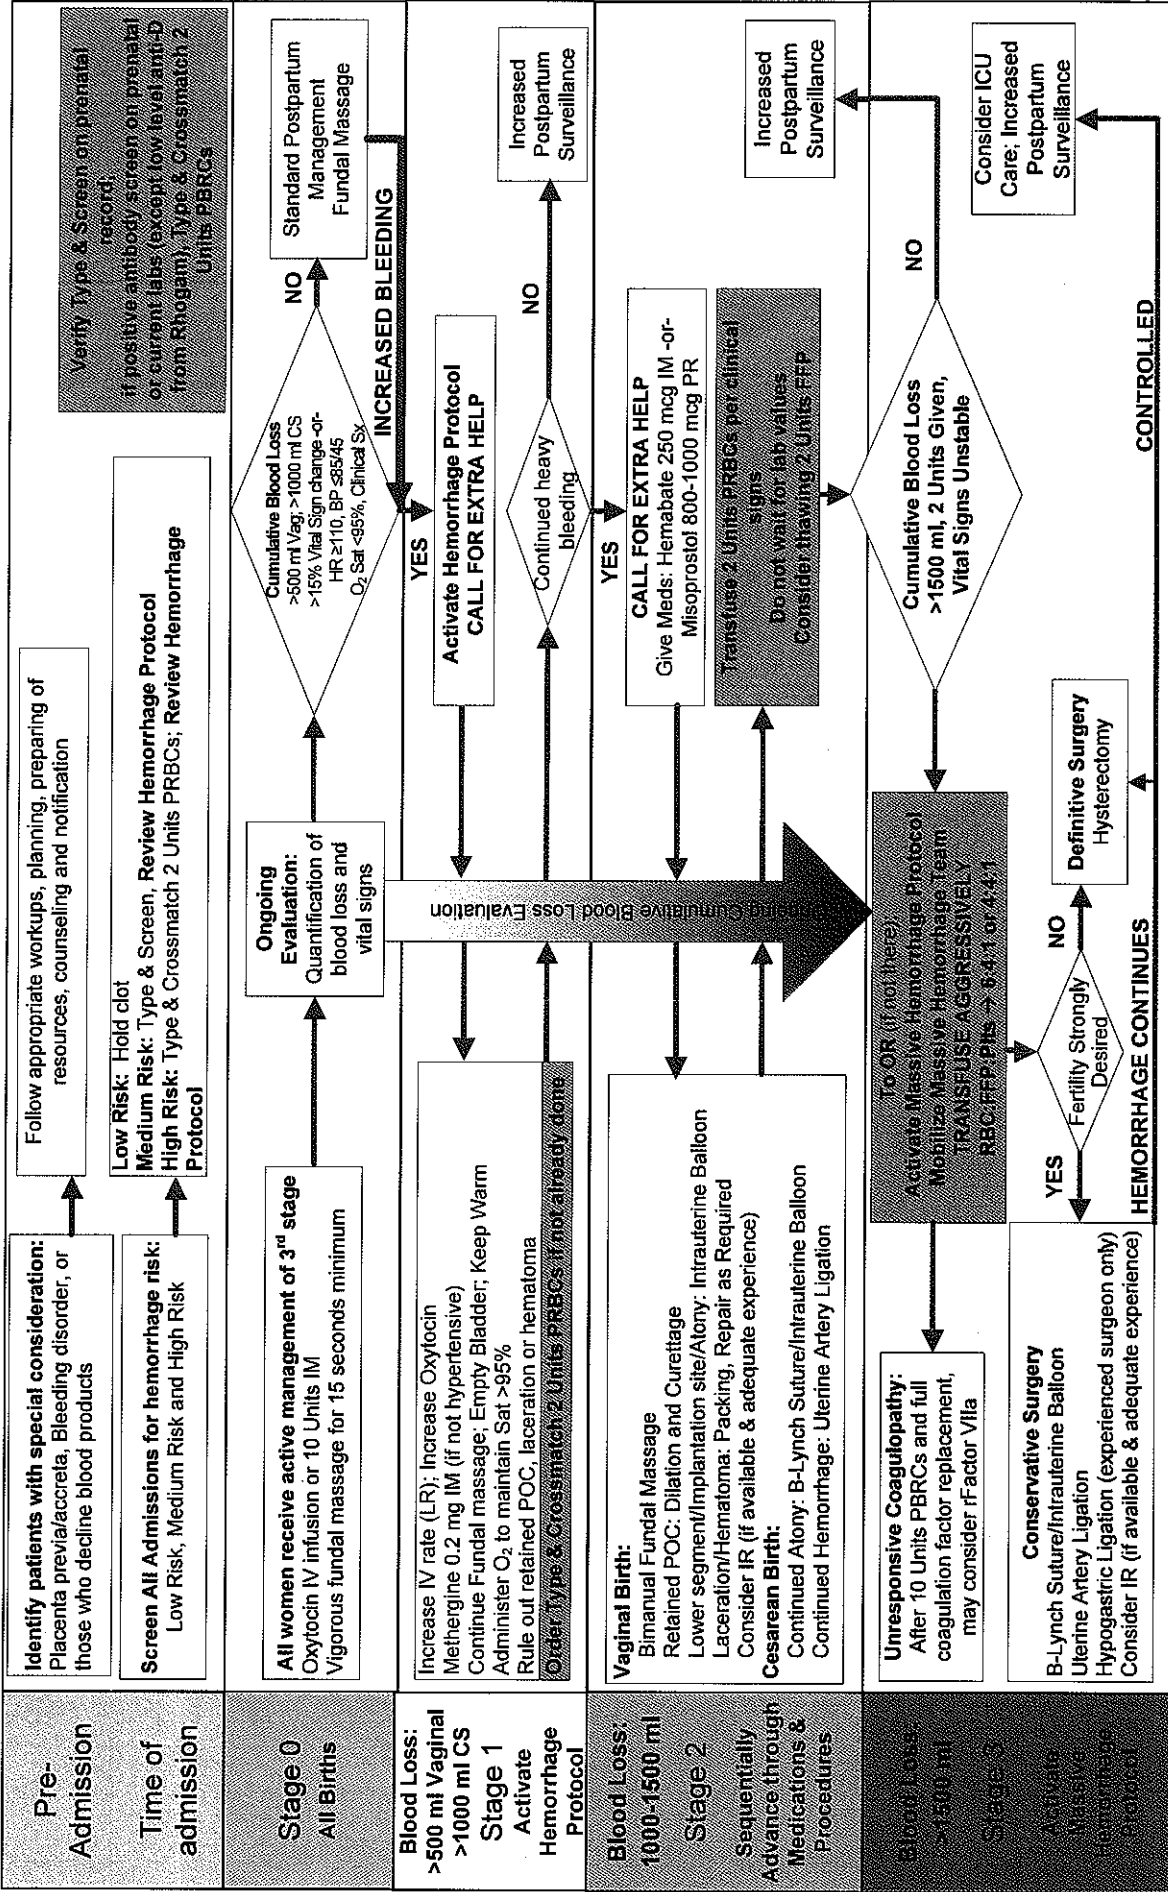 Pre-
Admission
Identify patients with special consideration:
Placenta previa/accreta, Bleeding disorder, or
those who decline blood products
Follow appropriate workups, planning, preparing of
resources, counseling and notification
Time of
admission
Screen All Admissions for hemorrhage risk:
Low Risk, Medium Risk and High Risk
Low Risk: Hold clot
Medium Risk: Type & Screen, Review Hemorrhage Protocol
High Risk: Type & Crossmatch 2 Units PRBCs; Review Hemorrhage
Protocol
Verify Type & Screen on prenatal
record;
if positive antibody screen on prenatal
or current labs (except low level anti-D
from Rhogam), Type & Crossmatch 2
Units PBRCs
Stage 0
All Births
All women receive active management of 3rd stage
Oxytocin IV infusion or 10 Units IM
Vigorous fundal massage for 15 seconds minimum
Ongoing
Evaluation:
Quantification of
blood loss and
vital signs
Cumulative Blood Loss
>500 ml Vag; >1000 ml CS
>15% Vital Sign change -or-
HR ≥110, BP ≤85/45
O2 Sat <95%, Clinical Sx
NO
Standard Postpartum
Management
Fundal Massage
INCREASED BLEEDING
YES
Blood Loss:
>500 ml Vaginal
>1000 ml CS
Stage 1
Activate
Hemorrhage
Protocol
Activate Hemorrhage Protocol
CALL FOR EXTRA HELP
Increase IV rate (LR); Increase Oxytocin
Methergine 0.2 mg IM (if not hypertensive)
Continue Fundal massage; Empty Bladder; Keep Warm
Administer O2 to maintain Sat >95%
Rule out retained POC, laceration or hematoma
Order Type & Crossmatch 2 Units PRBCs if not already done
Ongoing Cumulative Blood Loss Evaluation
Continued heavy
bleeding
NO
Increased
Postpartum
Surveillance
YES
Blood Loss:
1000-1500 ml
Stage 2
Sequentially
Advance through
Medications &
Procedures
CALL FOR EXTRA HELP
Give Meds: Hemabate 250 mcg IM -or-
Misoprostol 800-1000 mcg PR
Vaginal Birth:
Bimanual Fundal Massage
Retained POC: Dilation and Curettage
Lower segment/Implantation site/Atony: Intrauterine Balloon
Laceration/Hematoma: Packing, Repair as Required
Consider IR (if available & adequate experience)
Cesarean Birth:
Continued Atony: B-Lynch Suture/Intrauterine Balloon
Continued Hemorrhage: Uterine Artery Ligation
Transfuse 2 Units PRBCs per clinical
signs
Do not wait for lab values
Consider thawing 2 Units FFP
Cumulative Blood Loss
>1500 ml, 2 Units Given,
Vital Signs Unstable
NO
Increased
Postpartum
Surveillance
Blood Loss:
>1500 ml
Stage 3
Activate
Massive
Hemorrhage
Protocol
To OR (if not there);
Activate Massive Hemorrhage Protocol
Mobilize Massive Hemorrhage Team
TRANSFUSE AGGRESSIVELY
RBC:FFP:Plts → 6:4:1 or 4:4:1
Unresponsive Coagulopathy:
After 10 Units PBRCs and full
coagulation factor replacement,
may consider rFactor VIIa
Fertility Strongly
Desired
YES
NO
Conservative Surgery
B-Lynch Suture/Intrauterine Balloon
Uterine Artery Ligation
Hypogastric Ligation (experienced surgeon only)
Consider IR (if available & adequate experience)
Definitive Surgery
Hysterectomy
HEMORRHAGE CONTINUES
CONTROLLED
Consider ICU
Care; Increased
Postpartum
Surveillance